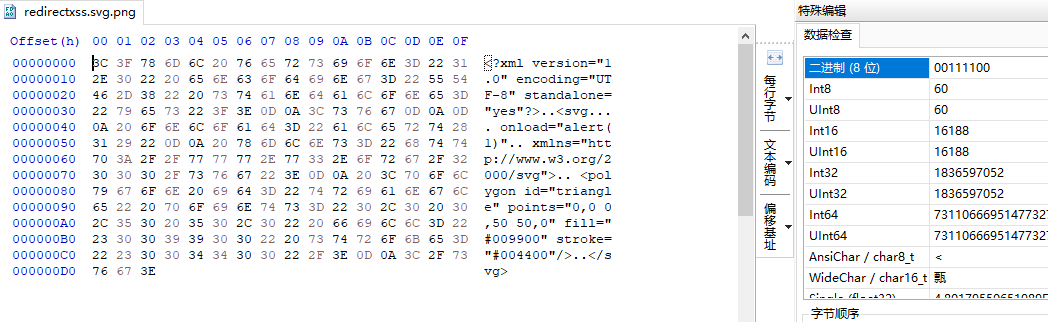 redirectxss.svg.png
Offset(h) 00 01 02 03 04 05 06 07 08 09 0A 0B 0C 0D 0E 0F
00000000 3C 3F 78 6D 6C 20 76 65 72 73 69 6F 6E 3D 22 31 <?xml version="1
00000010 2E 30 22 20 65 6E 63 6F 64 69 6E 67 3D 22 55 54 .0" encoding="UT
00000020 46 2D 38 22 20 73 74 61 6E 64 61 6C 6F 6E 65 3D F-8" standalone=
00000030 22 79 65 73 22 3F 3E 0D 0A 3C 73 76 67 0D 0A 0D "yes"?>..<svg...
00000040 0A 20 6F 6E 6C 6F 61 64 3D 22 61 6C 65 72 74 28 . onload="alert(
00000050 31 29 22 0D 0A 20 78 6D 6C 6E 73 3D 22 68 74 74 1)".. xmlns="htt
00000060 70 3A 2F 2F 77 77 77 2E 77 33 2E 6F 72 67 2F 32 p://www.w3.org/2
00000070 30 30 30 2F 73 76 67 22 3E 0D 0A 20 3C 70 6F 6C 000/svg">.. <pol
00000080 79 67 6F 6E 20 69 64 3D 22 74 72 69 61 6E 67 6C ygon id="triangl
00000090 65 22 20 70 6F 69 6E 74 73 3D 22 30 2C 30 20 30 e" points="0,0 0
000000A0 2C 35 30 20 35 30 2C 30 22 20 66 69 6C 6C 3D 22 ,50 50,0" fill="
000000B0 23 30 30 39 39 30 30 22 20 73 74 72 6F 6B 65 3D #009900" stroke=
000000C0 22 23 30 30 34 34 30 30 22 2F 3E 0D 0A 3C 2F 73 "#004400"/>..</s
000000D0 76 67 3E vg>
每行字节
文本编码
偏移基址
特殊编辑
数据检查
二进制 (8 位) 00111100
Int8 60
UInt8 60
Int16 16188
UInt16 16188
Int32 1836597052
UInt32 1836597052
Int64 7311066695147732
UInt64 7311066695147732
AnsiChar / char8_t <
WideChar / char16_t 㼼
字节顺序